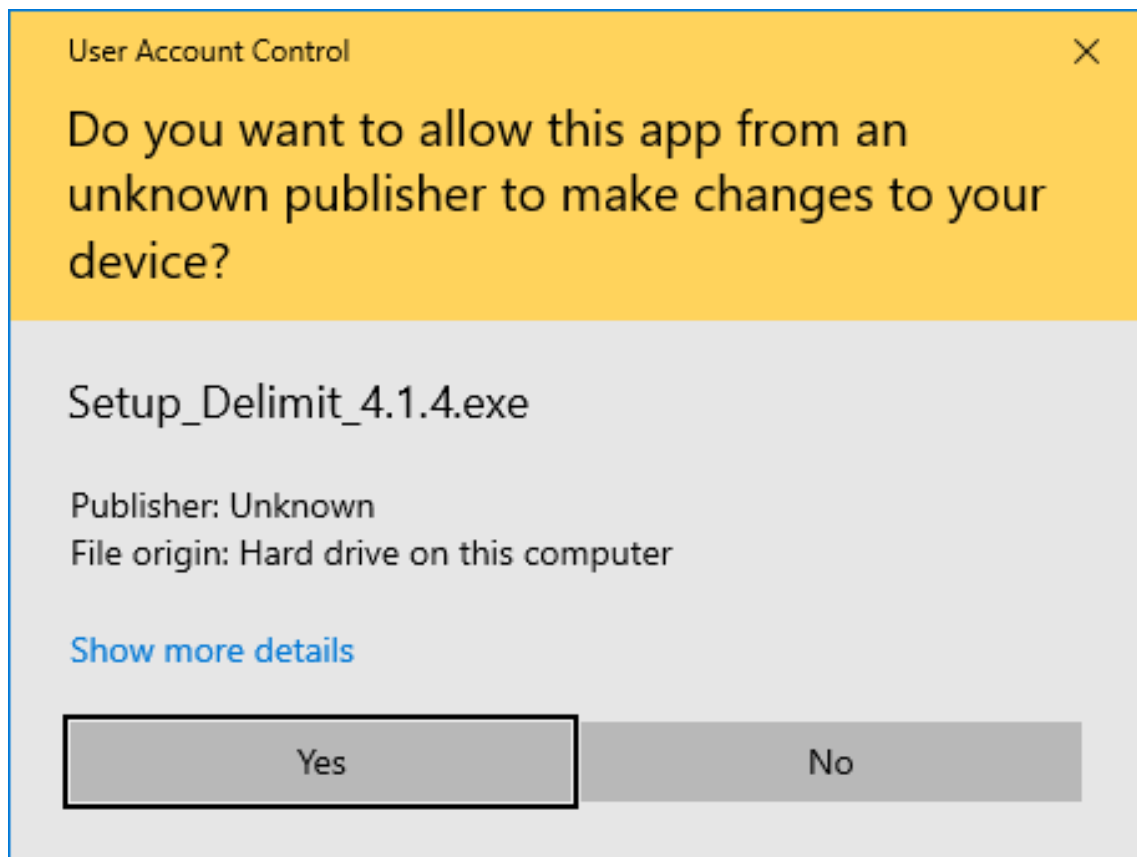 User Account Control
Do you want to allow this app from an
unknown publisher to make changes to your
device?
Setup_Delimit_4.1.4.exe
Publisher: Unknown
File origin: Hard drive on this computer
Show more details
Yes
No